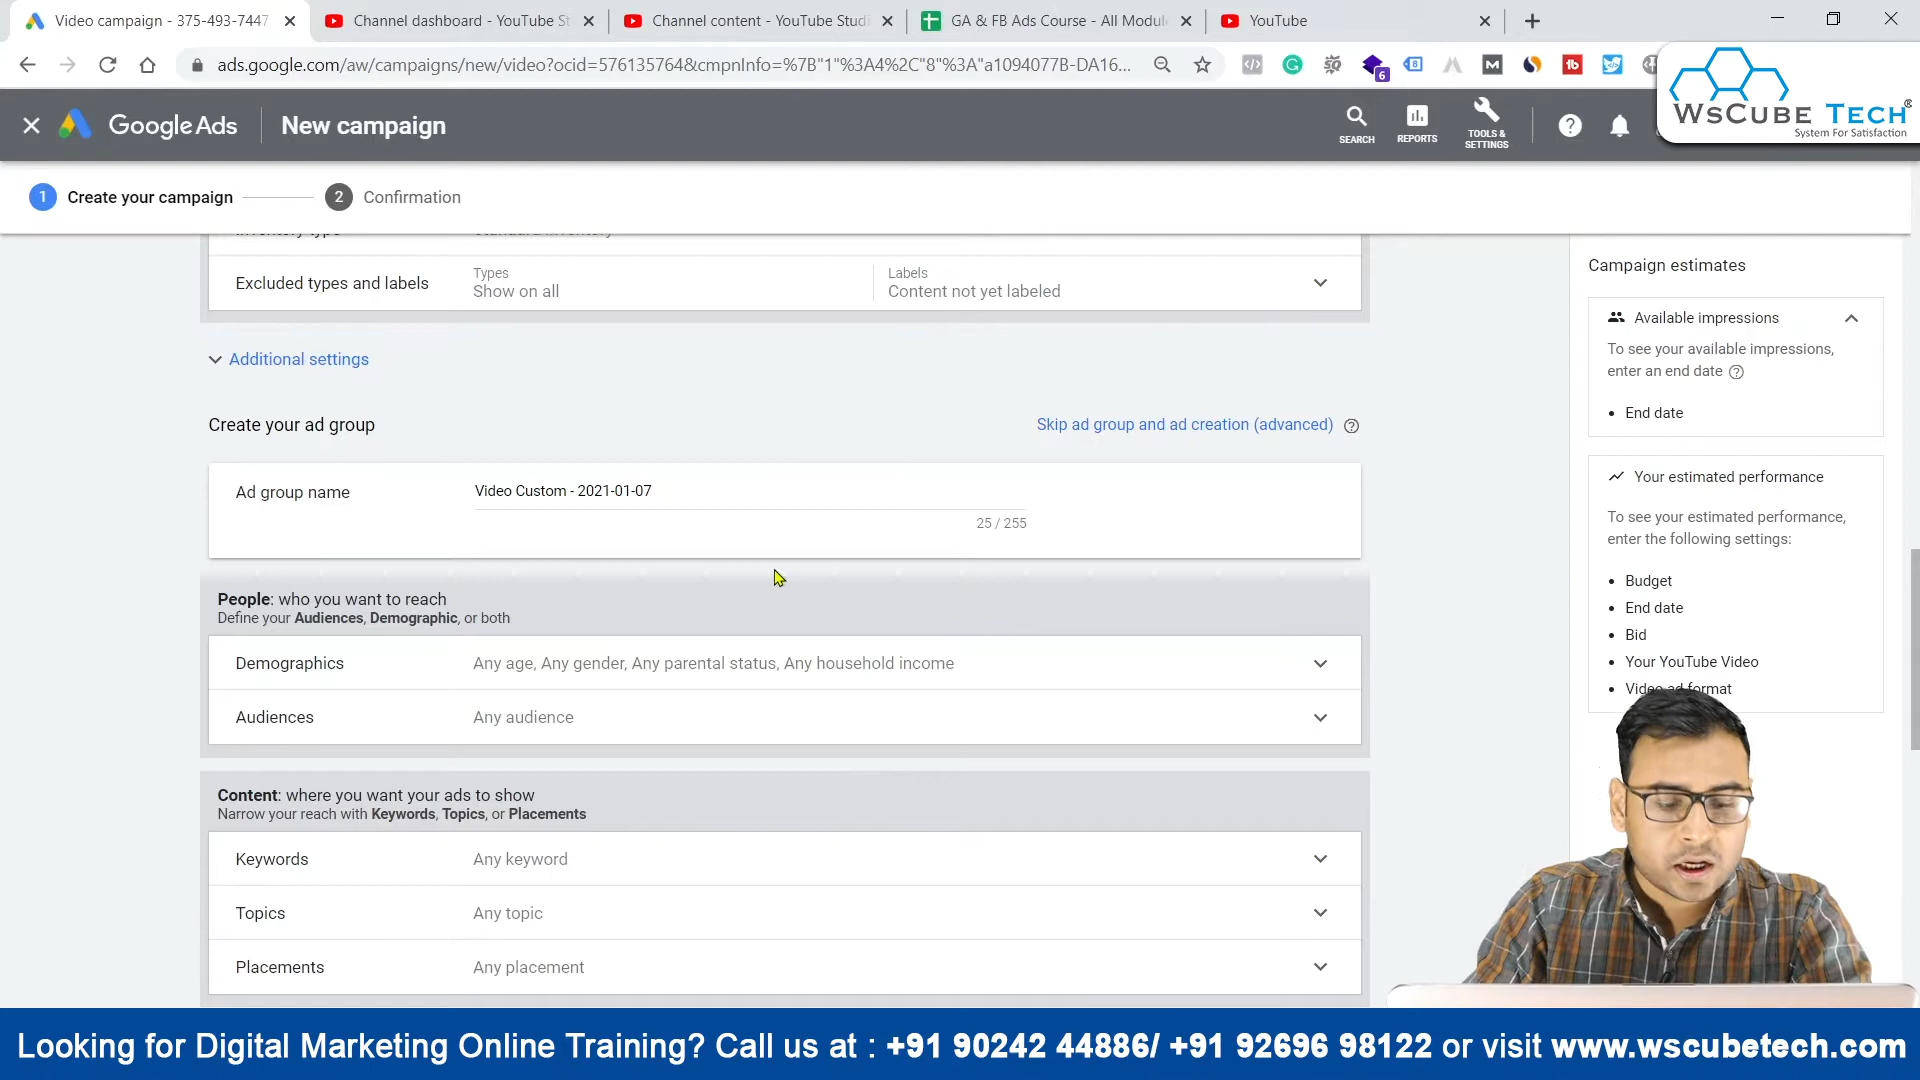 Video campaign - 375-493-7447
Channel dashboard - YouTube St
Channel content - YouTube Studi
GA & FB Ads Course - All Module
YouTube
ads.google.com/aw/campaigns/new/video?ocid=576135764&cmpnInfo=%7B"1"%3A4%2C"8"%3A"a1094077B-DA16...
6
WsCube Tech®
System For Satisfaction
Google Ads
New campaign
SEARCH
REPORTS
TOOLS & SETTINGS
1 Create your campaign
2 Confirmation
Excluded types and labels
Types
Show on all
Labels
Content not yet labeled
Additional settings
Create your ad group
Skip ad group and ad creation (advanced)
Ad group name
Video Custom - 2021-01-07
25 / 255
People: who you want to reach
Define your Audiences, Demographic, or both
Demographics
Any age, Any gender, Any parental status, Any household income
Audiences
Any audience
Content: where you want your ads to show
Narrow your reach with Keywords, Topics, or Placements
Keywords
Any keyword
Topics
Any topic
Placements
Any placement
Campaign estimates
Available impressions
To see your available impressions,
enter an end date
• End date
Your estimated performance
To see your estimated performance,
enter the following settings:
• Budget
• End date
• Bid
• Your YouTube Video
• Video ad format
Looking for Digital Marketing Online Training? Call us at : +91 90242 44886/ +91 92696 98122 or visit www.wscubetech.com